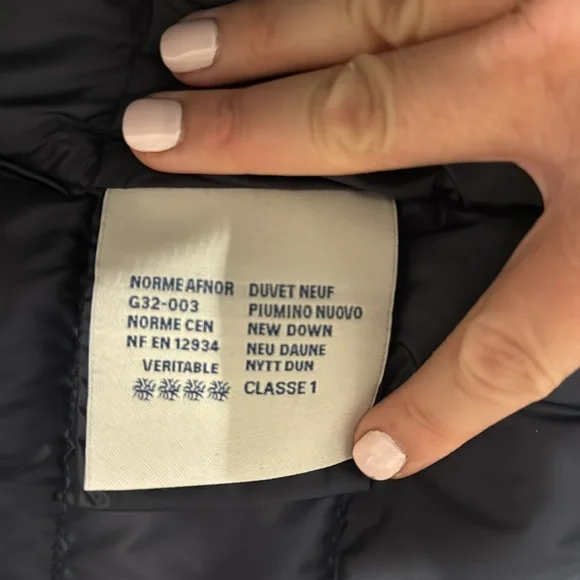 NORME AFNOR
G32-003
NORME CEN
NF EN 12934
VERITABLE
DUVET NEUF
PIUMINO NUOVO
NEW DOWN
NEU DAUNE
NYTT DUN
CLASSE 1